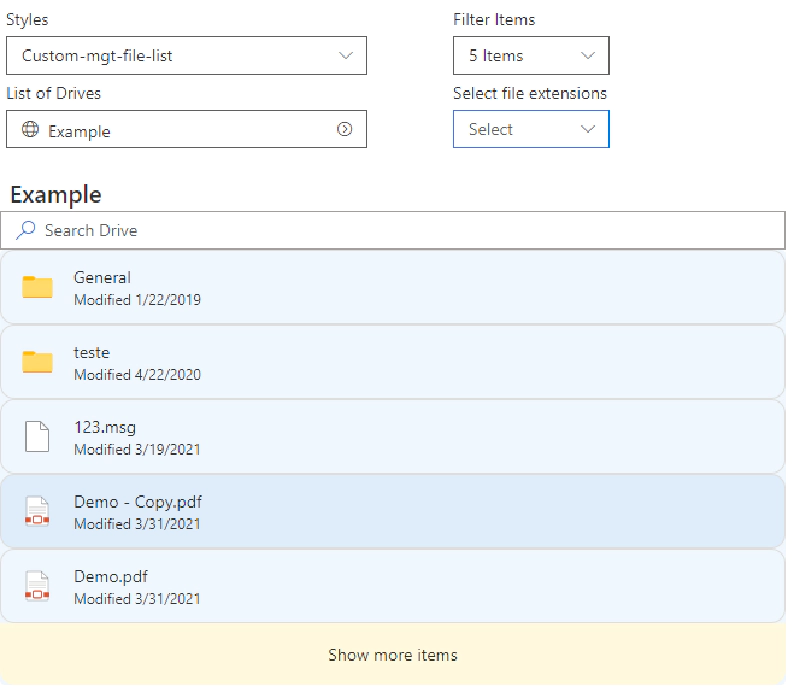 Styles
Filter Items
Custom-mgt-file-list
5 Items
List of Drives
Select file extensions
Example
Select
Example
Search Drive
General
Modified 1/22/2019
teste
Modified 4/22/2020
123.msg
Modified 3/19/2021
Demo - Copy.pdf
Modified 3/31/2021
Demo.pdf
Modified 3/31/2021
Show more items